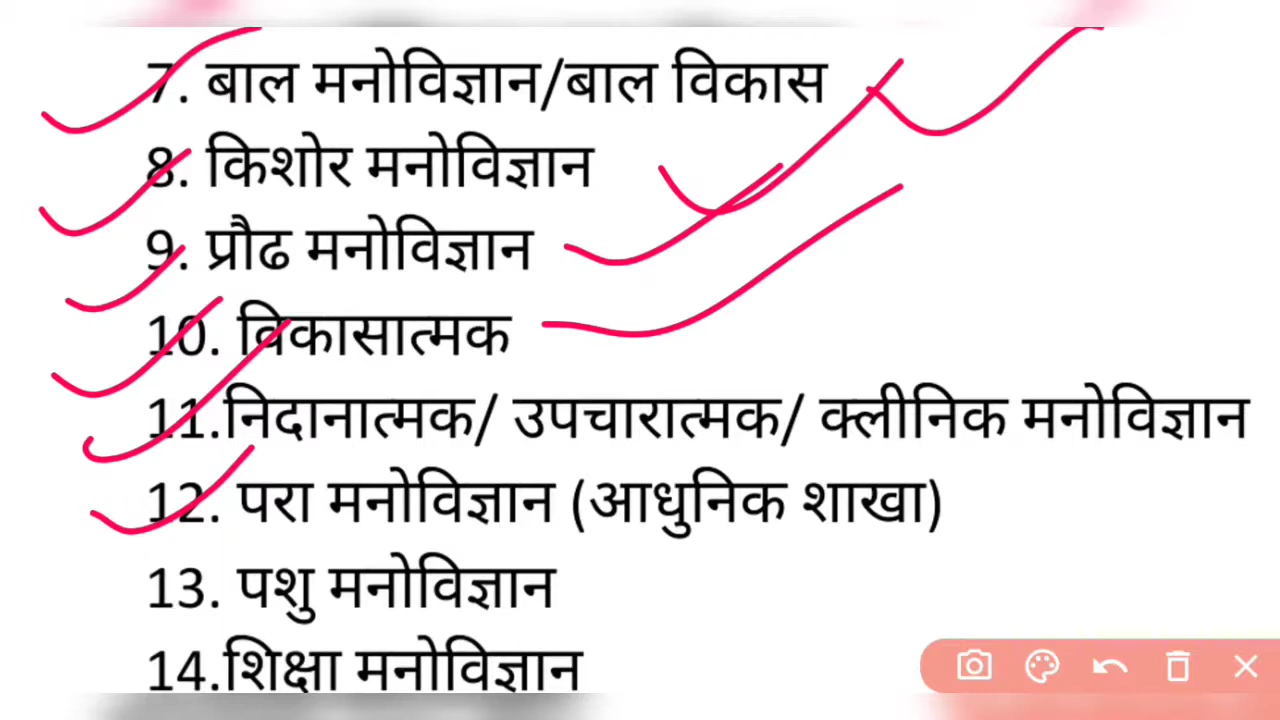 7. बाल मनोविज्ञान/बाल विकास
8. किशोर मनोविज्ञान
9. प्रौढ मनोविज्ञान
10. विकासात्मक
11.निदानात्मक/ उपचारात्मक/ क्लीनिक मनोविज्ञान
12. परा मनोविज्ञान (आधुनिक शाखा)
13. पशु मनोविज्ञान
14.शिक्षा मनोविज्ञान